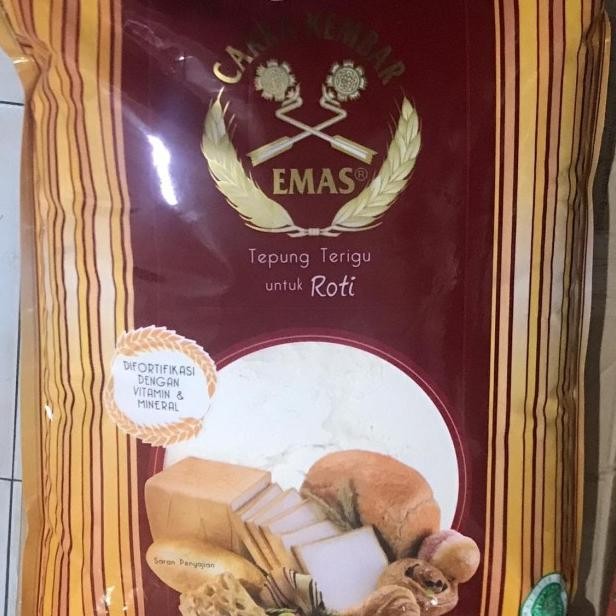 CAKRA KEMBAR
EMAS®
Tepung Terigu
untuk Roti
DIFORTIFIKASI
DENGAN
VITAMIN &
MINERAL
Saran Penyajian